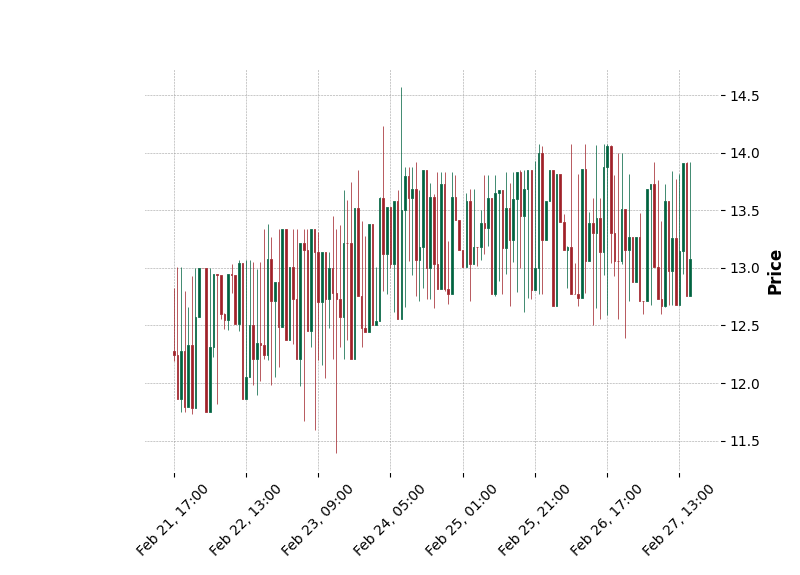 14.5
14.0
13.5
13.0
12.5
12.0
11.5
Price
Feb 21, 17:00
Feb 22, 13:00
Feb 23, 09:00
Feb 24, 05:00
Feb 25, 01:00
Feb 25, 21:00
Feb 26, 17:00
Feb 27, 13:00